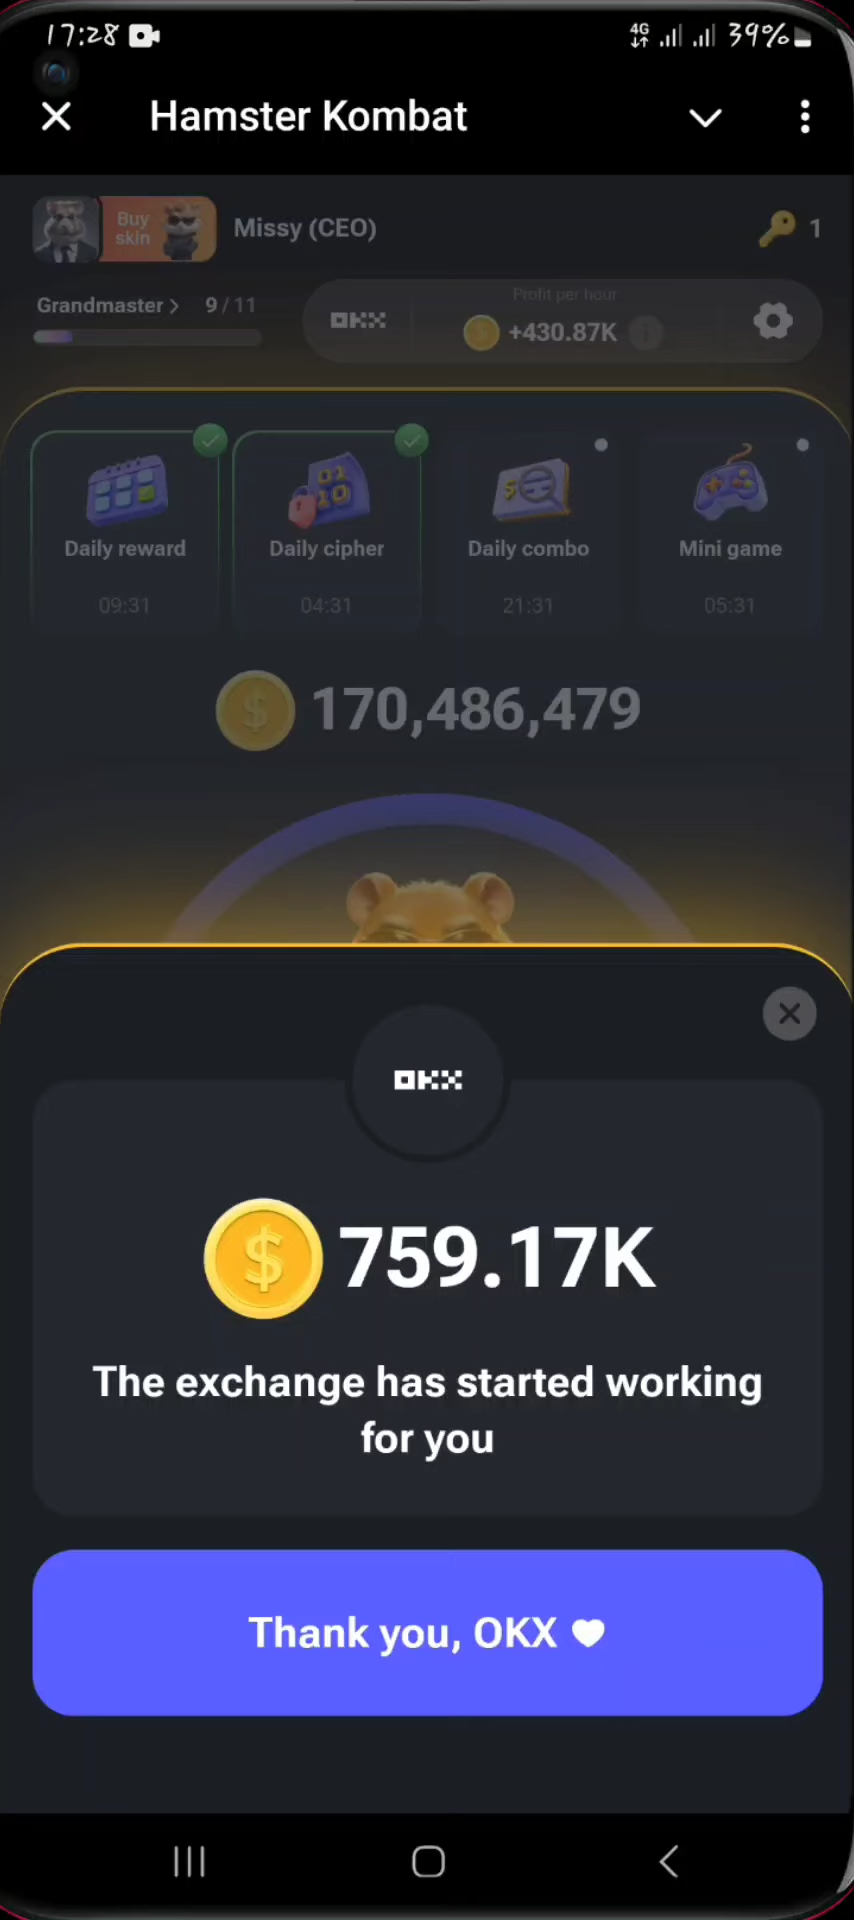 17:28 4G 39%
Hamster Kombat
Buy skin Missy (CEO) 1
Grandmaster > 9 / 11
OKX
Profit per hour
+430.87K
01
10
Daily reward Daily cipher Daily combo Mini game
09:31 04:31 21:31 05:31
170,486,479
OKX
759.17K
The exchange has started working
for you
Thank you, OKX